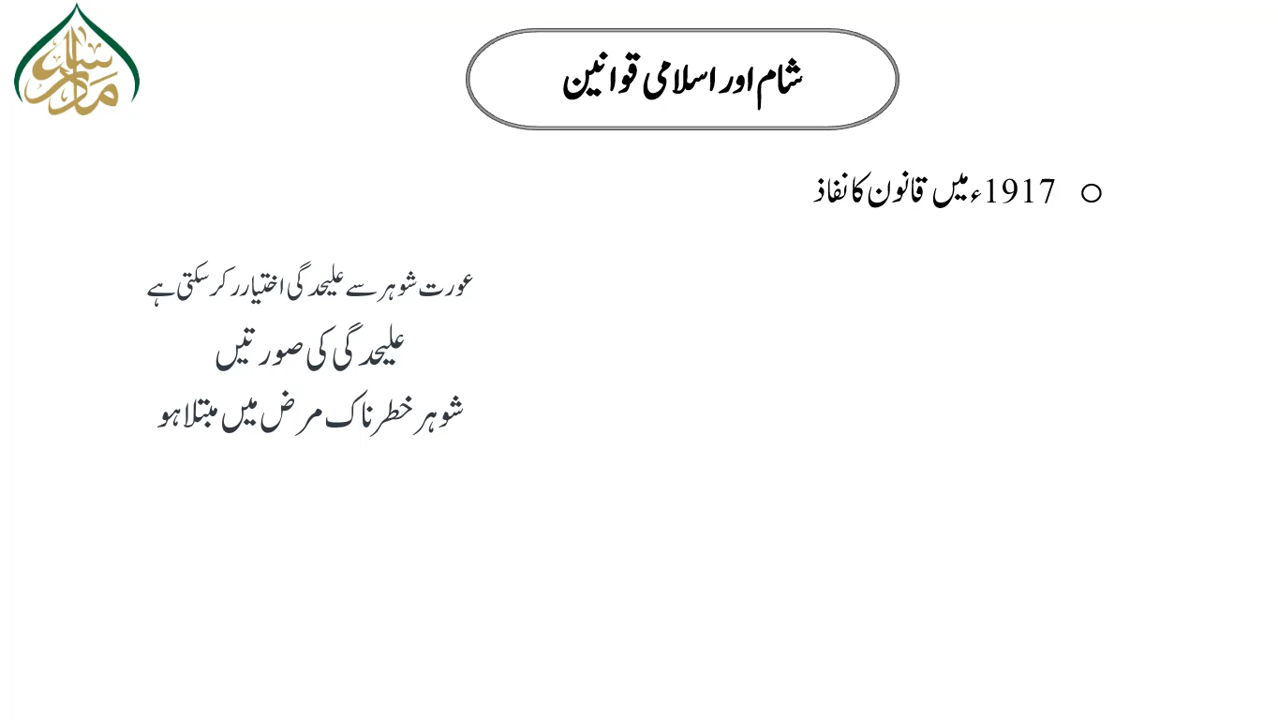 شام اور اسلامی قوانین
1917ء میں قانون کا نفاذ
عورت شوہر سے علیحدگی اختیارر کر سکتی ہے
علیحدگی کی صورتیں
شوہر خطرناک مرض میں مبتلا ہو